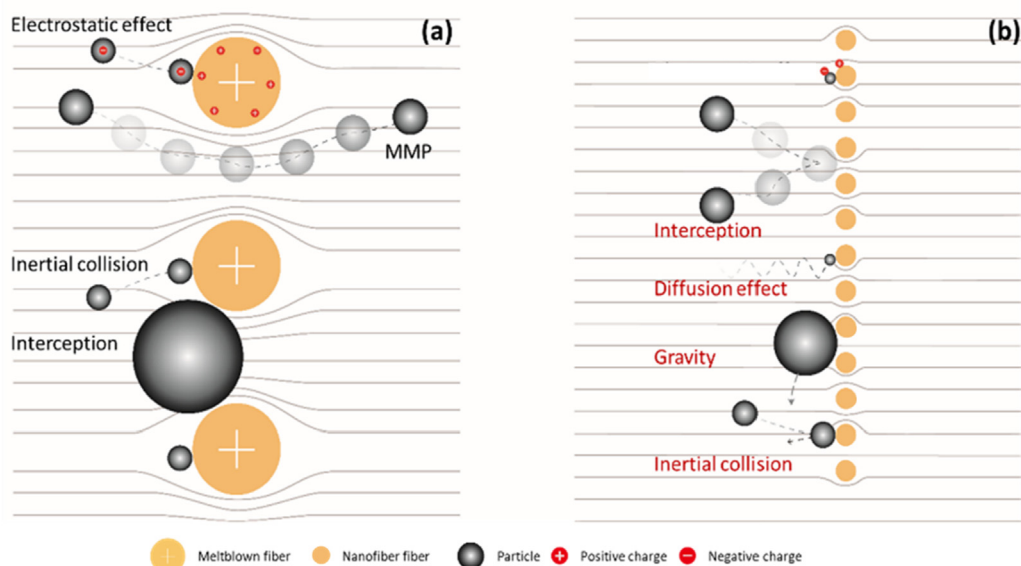 Electrostatic effect
(a)
MMP
Inertial collision
Interception
(b)
Interception
Diffusion effect
Gravity
Inertial collision
Meltblown fiber
Nanofiber fiber
Particle
Positive charge
Negative charge